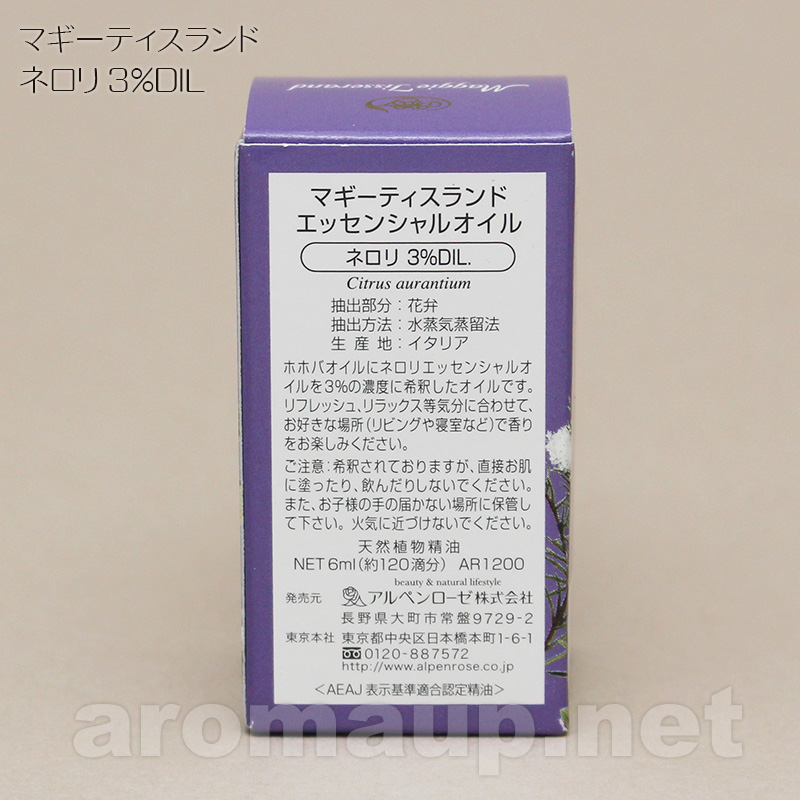 マギーティスランド
ネロリ 3%DIL
Maggie Tisserand
マギーティスランド
エッセンシャルオイル
ネロリ 3%DIL.
Citrus aurantium
抽出部分：花弁
抽出方法：水蒸気蒸留法
生産地：イタリア
ホホバオイルにネロリエッセンシャルオ
イルを3%の濃度に希釈したオイルです。
リフレッシュ、リラックス等気分に合わせて、
お好きな場所（リビングや寝室など）で香り
をお楽しみください。
ご注意：希釈されておりますが、直接お肌
に塗ったり、飲んだりしないでください。
また、お子様の手の届かない場所に保管し
て下さい。火気に近づけないでください。
天然植物精油
NET 6ml（約120滴分） AR1200
beauty & natural lifestyle
発売元 アルペンローゼ株式会社
長野県大町市常盤9729-2
東京本社 東京都中央区日本橋本町1-6-1
0120-887572
http://www.alpenrose.co.jp
＜AEAJ表示基準適合認定精油＞
aromaup.net